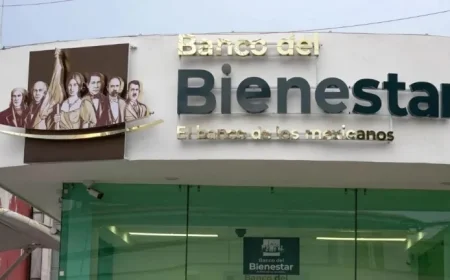 Banco del
Bienestar
El banco de los mexicanos
Banco del
Bienestar